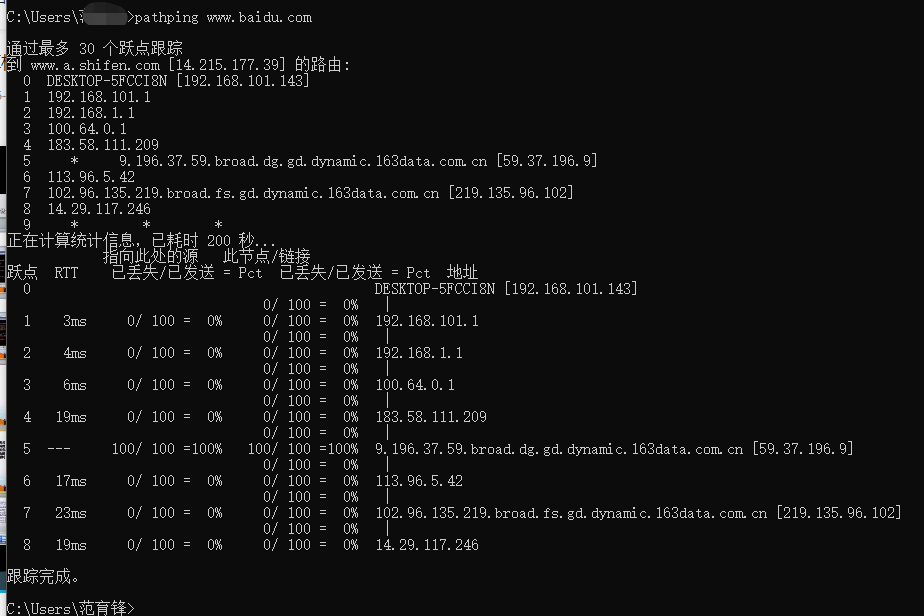 C:\Users\范>pathping www.baidu.com
通过最多 30 个跃点跟踪
到 www.a.shifen.com [14.215.177.39] 的路由:
0 DESKTOP-5FCCI8N [192.168.101.143]
1 192.168.101.1
2 192.168.1.1
3 100.64.0.1
4 183.58.111.209
5 * 9.196.37.59.broad.dg.gd.dynamic.163data.com.cn [59.37.196.9]
6 113.96.5.42
7 102.96.135.219.broad.fs.gd.dynamic.163data.com.cn [219.135.96.102]
8 14.29.117.246
9 * * *
正在计算统计信息，已耗时 200 秒...
指向此处的源 此节点/链接
跃点 RTT 已丢失/已发送 = Pct 已丢失/已发送 = Pct 地址
0 DESKTOP-5FCCI8N [192.168.101.143]
0/ 100 = 0% |
1 3ms 0/ 100 = 0% 0/ 100 = 0% 192.168.101.1
0/ 100 = 0% |
2 4ms 0/ 100 = 0% 0/ 100 = 0% 192.168.1.1
0/ 100 = 0% |
3 6ms 0/ 100 = 0% 0/ 100 = 0% 100.64.0.1
0/ 100 = 0% |
4 19ms 0/ 100 = 0% 0/ 100 = 0% 183.58.111.209
0/ 100 = 0% |
5 --- 100/ 100 =100% 100/ 100 =100% 9.196.37.59.broad.dg.gd.dynamic.163data.com.cn [59.37.196.9]
0/ 100 = 0% |
6 17ms 0/ 100 = 0% 0/ 100 = 0% 113.96.5.42
0/ 100 = 0% |
7 23ms 0/ 100 = 0% 0/ 100 = 0% 102.96.135.219.broad.fs.gd.dynamic.163data.com.cn [219.135.96.102]
0/ 100 = 0% |
8 19ms 0/ 100 = 0% 0/ 100 = 0% 14.29.117.246
跟踪完成。
C:\Users\范育锋>